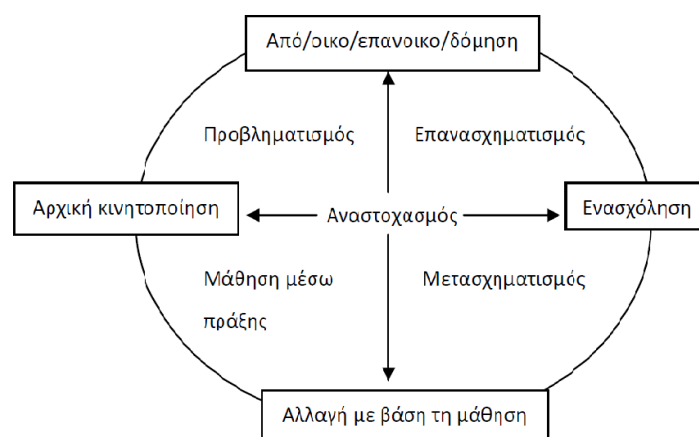 Από/οικο/επανοικο/δόμηση
Προβληματισμός
Επανασχηματισμός
Αρχική κινητοποίηση
Αναστοχασμός
Ενασχόληση
Μάθηση μέσω
πράξης
Μετασχηματισμός
Αλλαγή με βάση τη μάθηση